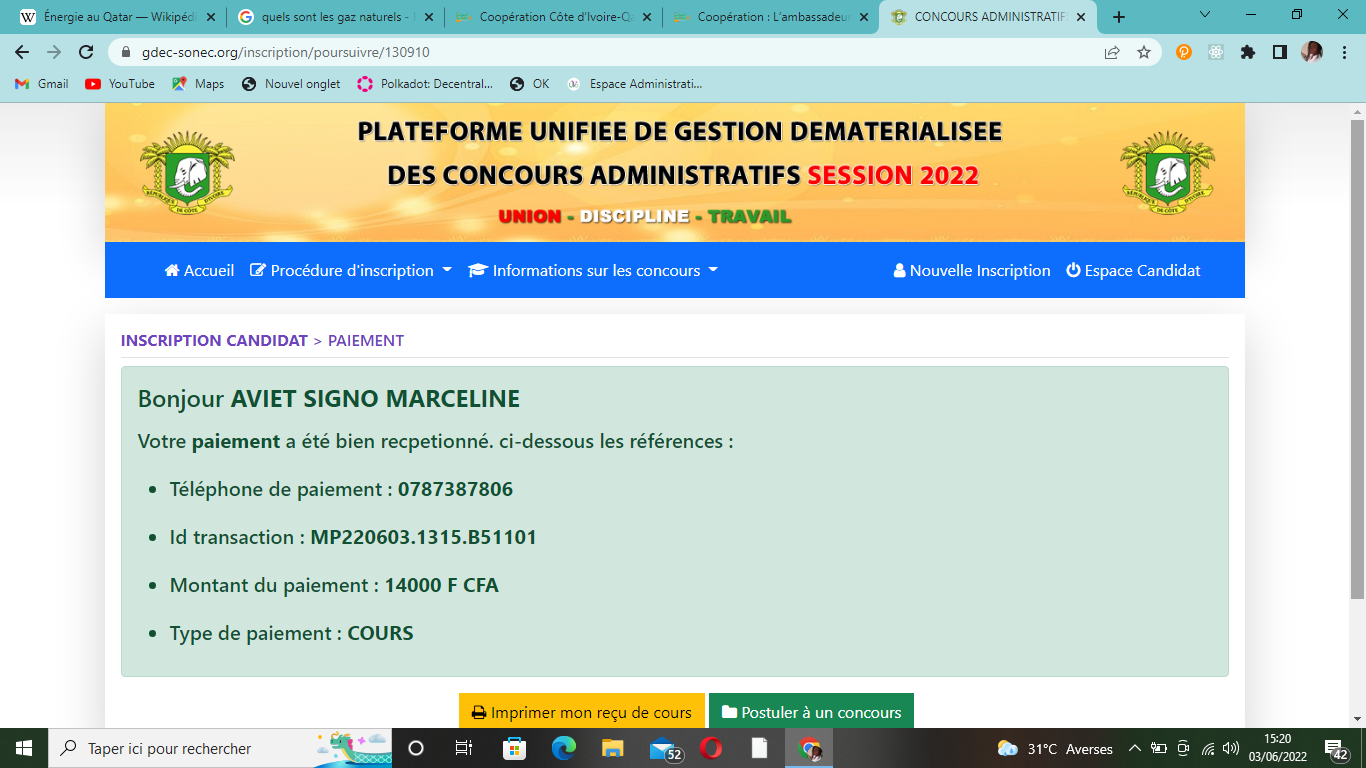 Énergie au Qatar — Wikipédi
quels sont les gaz naturels -
Coopération Côte d'Ivoire-Qa
Coopération : L'ambassadeur
CONCOURS ADMINISTRATIFS
gdec-sonec.org/inscription/poursuivre/130910
Gmail
YouTube
Maps
Nouvel onglet
Polkadot: Decentral...
OK
Espace Administrati...
PLATEFORME UNIFIEE DE GESTION DEMATERIALISEE
DES CONCOURS ADMINISTRATIFS SESSION 2022
UNION - DISCIPLINE - TRAVAIL
Accueil
Procédure d'inscription
Informations sur les concours
Nouvelle Inscription
Espace Candidat
INSCRIPTION CANDIDAT > PAIEMENT
Bonjour AVIET SIGNO MARCELINE
Votre paiement a été bien recpetionné. ci-dessous les références :
Téléphone de paiement : 0787387806
Id transaction : MP220603.1315.B51101
Montant du paiement : 14000 F CFA
Type de paiement : COURS
Imprimer mon reçu de cours
Postuler à un concours
Taper ici pour rechercher
52
31°C Averses
15:20
03/06/2022
42